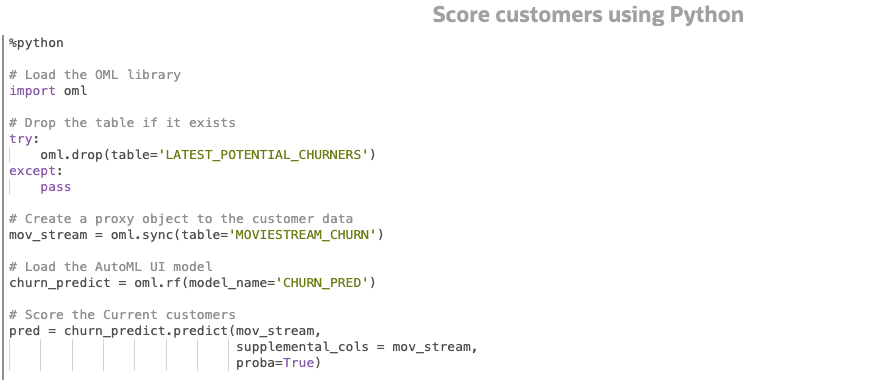 Score customers using Python
%python
# Load the OML library
import oml
# Drop the table if it exists
try:
    oml.drop(table='LATEST_POTENTIAL_CHURNERS')
except:
    pass
# Create a proxy object to the customer data
mov_stream = oml.sync(table='MOVIESTREAM_CHURN')
# Load the AutoML UI model
churn_predict = oml.rf(model_name='CHURN_PRED')
# Score the Current customers
pred = churn_predict.predict(mov_stream,
                             supplemental_cols = mov_stream,
                             proba=True)